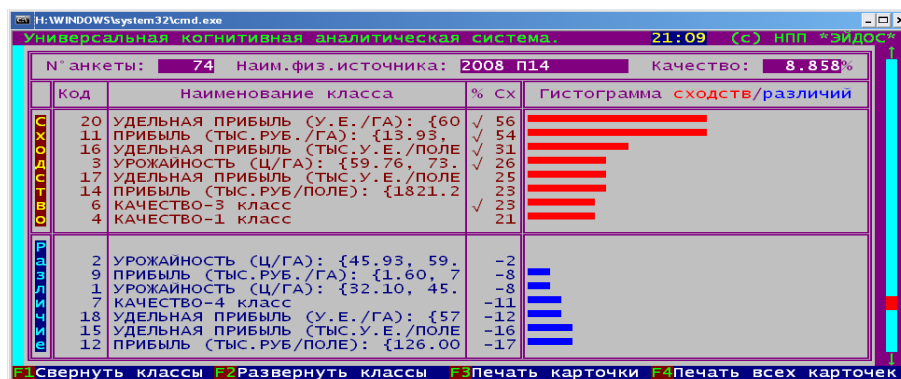 H:\WINDOWS\system32\cmd.exe
Универсальная когнитивная аналитическая система. 21:09 (с) НПП *ЭЙДОС*
N°анкеты: 74 Наим.физ.источника: 2008 П14 Качество: 8.858%
Код Наименование класса % Сх Гистограмма сходств/различий
Сходство
20 УДЕЛЬНАЯ ПРИБЫЛЬ (У.Е./ГА): {60 √ 56
11 ПРИБЫЛЬ (ТЫС.РУБ./ГА): {13.93, √ 54
16 УДЕЛЬНАЯ ПРИБЫЛЬ (ТЫС.У.Е./ПОЛЕ √ 31
3 УРОЖАЙНОСТЬ (Ц/ГА): {59.76, 73. √ 26
17 УДЕЛЬНАЯ ПРИБЫЛЬ (ТЫС.У.Е./ПОЛЕ 25
14 ПРИБЫЛЬ (ТЫС.РУБ/ПОЛЕ): {1821.2 23
6 КАЧЕСТВО-3 класс √ 23
4 КАЧЕСТВО-1 класс 21
Различие
2 УРОЖАЙНОСТЬ (Ц/ГА): {45.93, 59. -2
9 ПРИБЫЛЬ (ТЫС.РУБ./ГА): {1.60, 7 -8
1 УРОЖАЙНОСТЬ (Ц/ГА): {32.10, 45. -8
7 КАЧЕСТВО-4 класс -11
18 УДЕЛЬНАЯ ПРИБЫЛЬ (У.Е./ГА): {57 -12
15 УДЕЛЬНАЯ ПРИБЫЛЬ (ТЫС.У.Е./ПОЛЕ -16
12 ПРИБЫЛЬ (ТЫС.РУБ/ПОЛЕ): {126.00 -17
F1Свернуть классы F2Развернуть классы F3Печать карточки F4Печать всех карточек